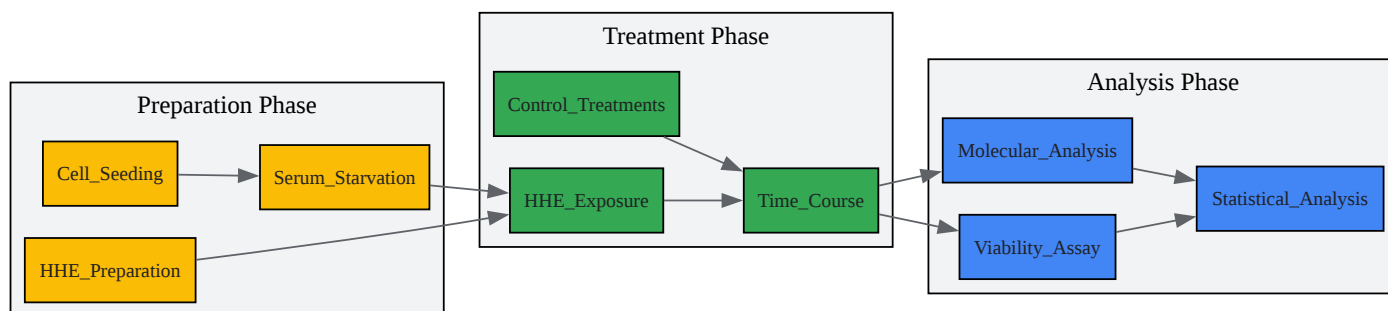 Preparation Phase
Cell_Seeding
Serum_Starvation
HHE_Preparation
Treatment Phase
Control_Treatments
HHE_Exposure
Time_Course
Analysis Phase
Molecular_Analysis
Viability_Assay
Statistical_Analysis